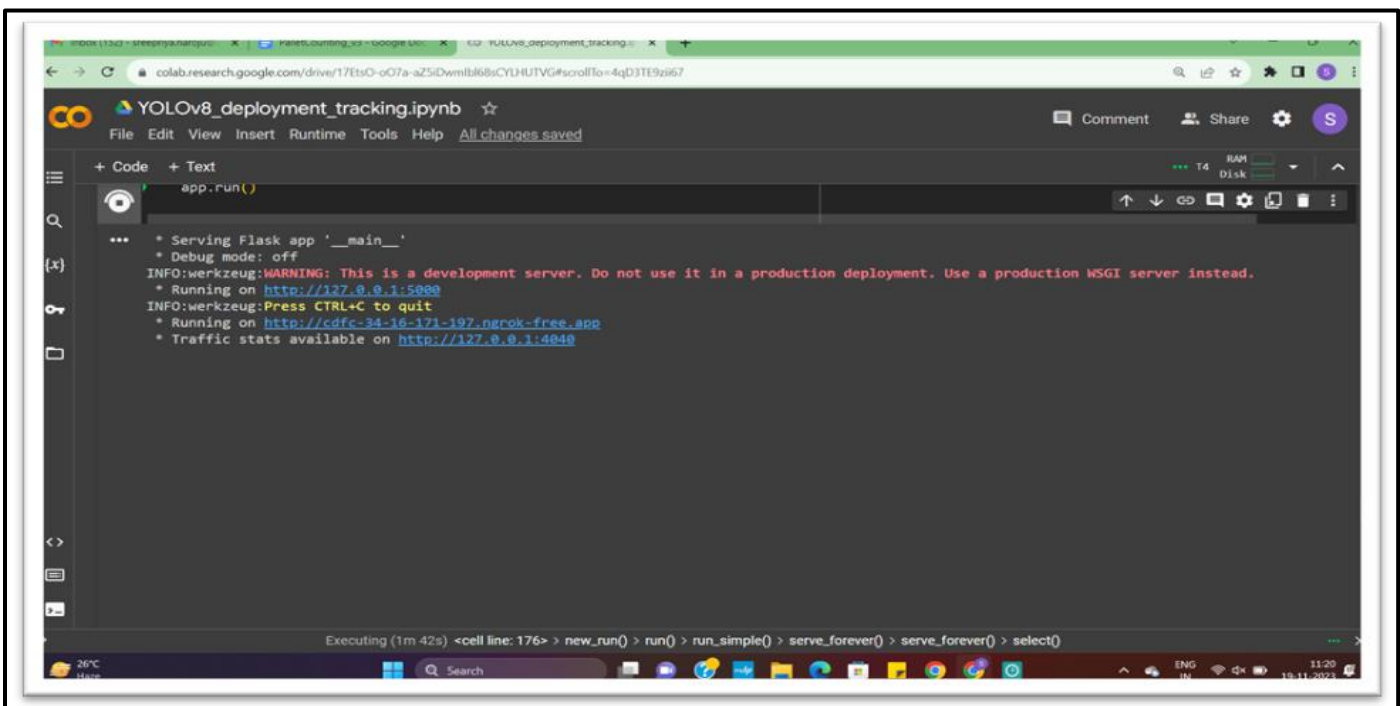 colab.research.google.com/drive/17EtsO-oO7a-aZ5iDwmIbl68sCYLHUTVG#scrollTo=4qD3TE9zii67
CO YOLOv8_deployment_tracking.ipynb
File Edit View Insert Runtime Tools Help All changes saved
Comment Share S
+ Code + Text
T4 RAM Disk
app.run()
* Serving Flask app '__main__'
* Debug mode: off
INFO:werkzeug:WARNING: This is a development server. Do not use it in a production deployment. Use a production WSGI server instead.
* Running on http://127.0.0.1:5000
INFO:werkzeug:Press CTRL+C to quit
* Running on http://cdfc-34-16-171-197.ngrok-free.app
* Traffic stats available on http://127.0.0.1:4040
{x}
Executing (1m 42s) <cell line: 176> > new_run() > run() > run_simple() > serve_forever() > serve_forever() > select()
26°C
Haze
Search
ENG
IN
11:20
19-11-2023